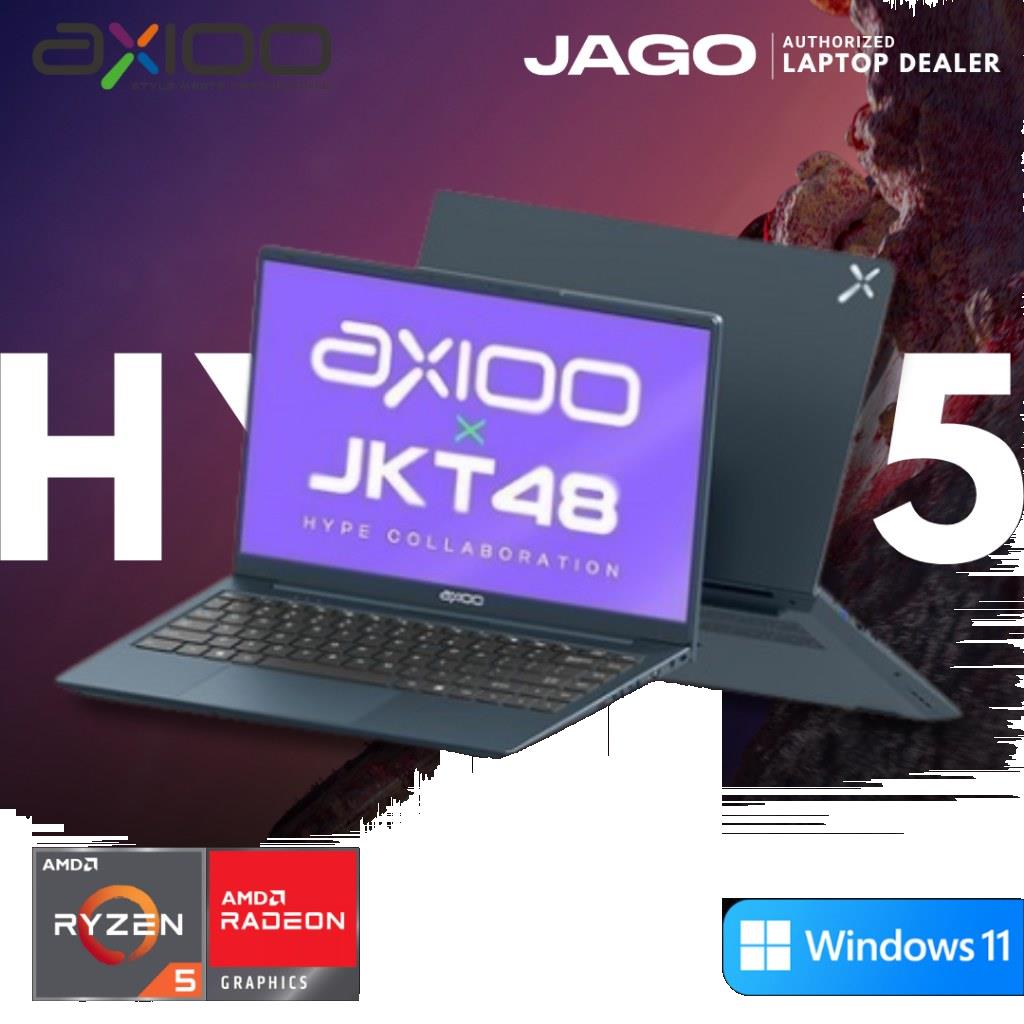 AXIOO
JAGO
AUTHORIZED
LAPTOP DEALER
H
5
AXIOO
X
JKT48
HYPE COLLABORATION
AXIOO
AMD
RYZEN
5
AMD
RADEON
GRAPHICS
Windows 11